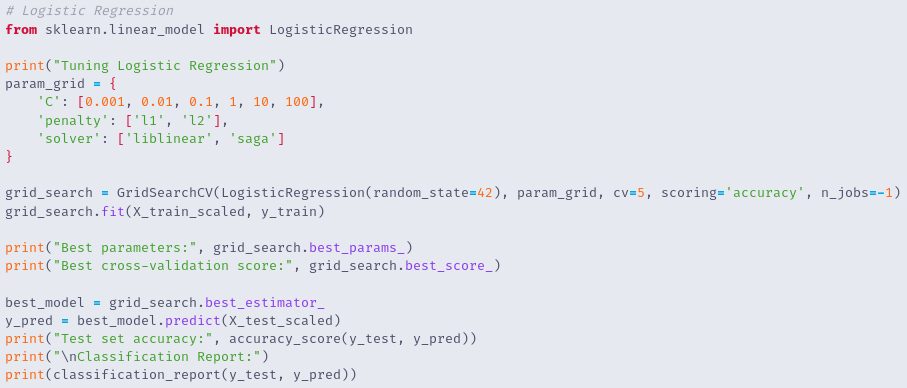 # Logistic Regression
from sklearn.linear_model import LogisticRegression
print("Tuning Logistic Regression")
param_grid = {
    'C': [0.001, 0.01, 0.1, 1, 10, 100],
    'penalty': ['l1', 'l2'],
    'solver': ['liblinear', 'saga']
}
grid_search = GridSearchCV(LogisticRegression(random_state=42), param_grid, cv=5, scoring='accuracy', n_jobs=-1)
grid_search.fit(X_train_scaled, y_train)
print("Best parameters:", grid_search.best_params_)
print("Best cross-validation score:", grid_search.best_score_)
best_model = grid_search.best_estimator_
y_pred = best_model.predict(X_test_scaled)
print("Test set accuracy:", accuracy_score(y_test, y_pred))
print("\nClassification Report:")
print(classification_report(y_test, y_pred))